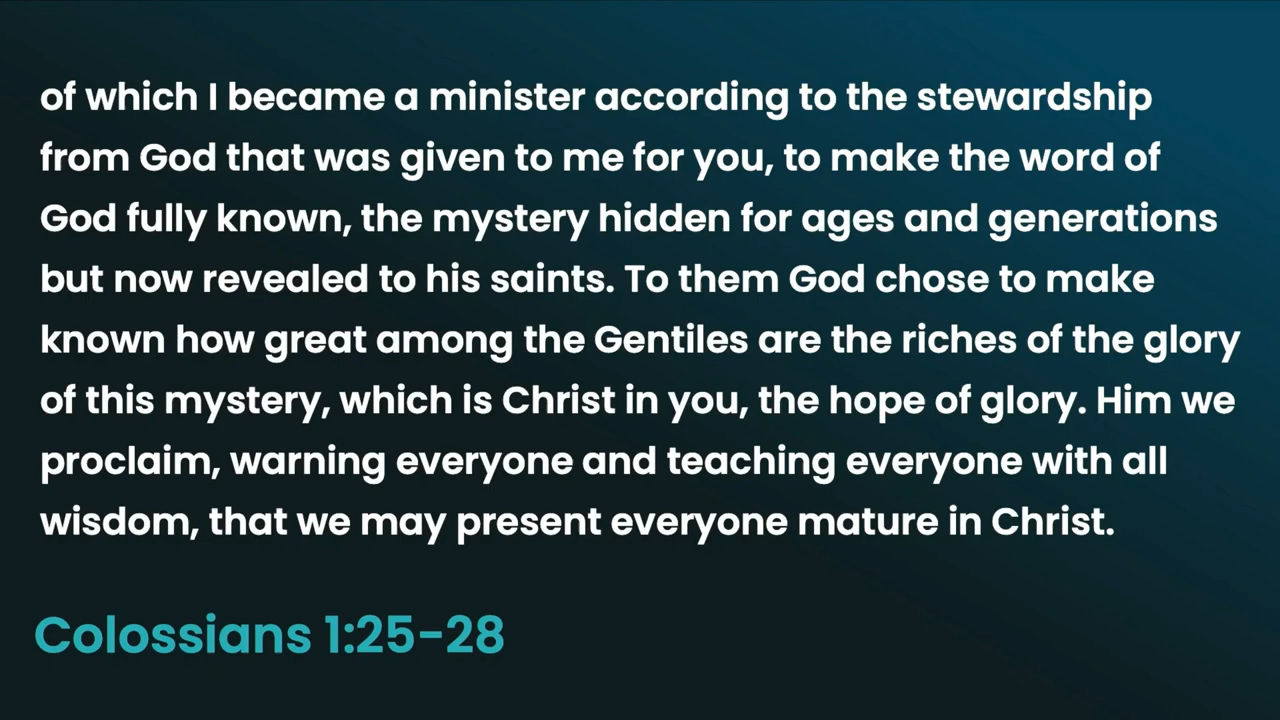 of which I became a minister according to the stewardship
from God that was given to me for you, to make the word of
God fully known, the mystery hidden for ages and generations
but now revealed to his saints. To them God chose to make
known how great among the Gentiles are the riches of the glory
of this mystery, which is Christ in you, the hope of glory. Him we
proclaim, warning everyone and teaching everyone with all
wisdom, that we may present everyone mature in Christ.
Colossians 1:25-28